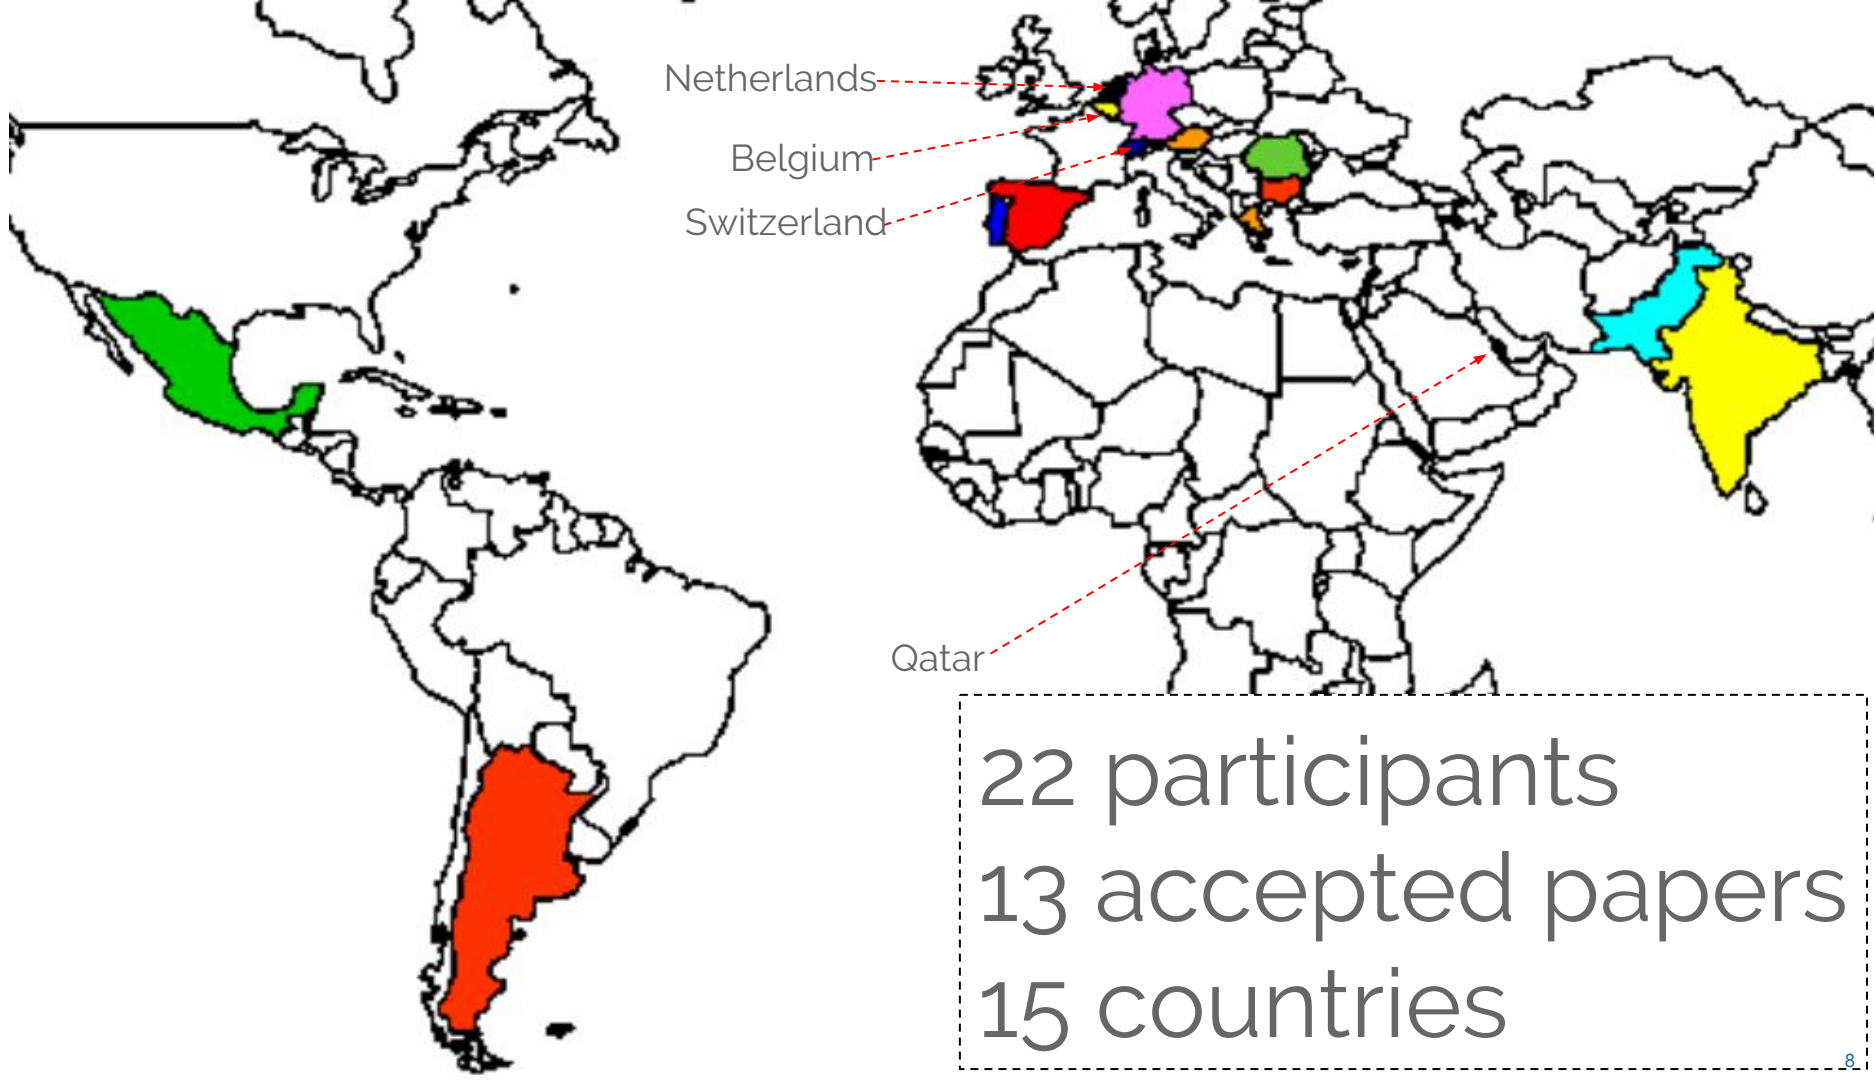 Netherlands
Belgium
Switzerland
Qatar
22 participants
13 accepted papers
15 countries
8